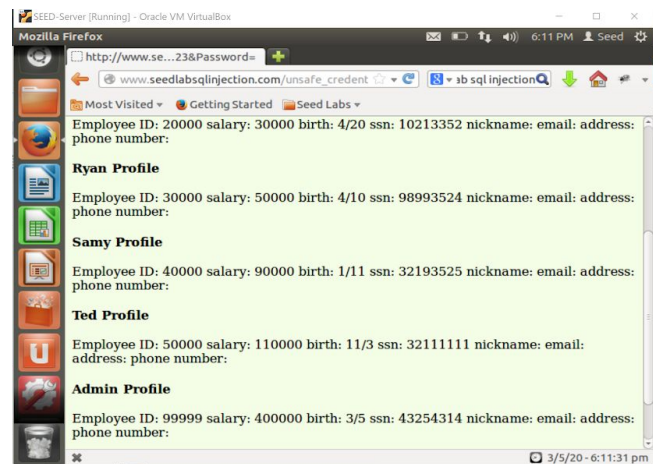 SEED-Server [Running] - Oracle VM VirtualBox
Mozilla Firefox
6:11 PM Seed
http://www.se...23&Password=
www.seedlabsqlinjection.com/unsafe_credent
ab sql injection
Most Visited Getting Started Seed Labs
Employee ID: 20000 salary: 30000 birth: 4/20 ssn: 10213352 nickname: email: address:
phone number:
Ryan Profile
Employee ID: 30000 salary: 50000 birth: 4/10 ssn: 98993524 nickname: email: address:
phone number:
Samy Profile
Employee ID: 40000 salary: 90000 birth: 1/11 ssn: 32193525 nickname: email: address:
phone number:
Ted Profile
Employee ID: 50000 salary: 110000 birth: 11/3 ssn: 32111111 nickname: email:
address: phone number:
Admin Profile
Employee ID: 99999 salary: 400000 birth: 3/5 ssn: 43254314 nickname: email: address:
phone number:
3/5/20 - 6:11:31 pm